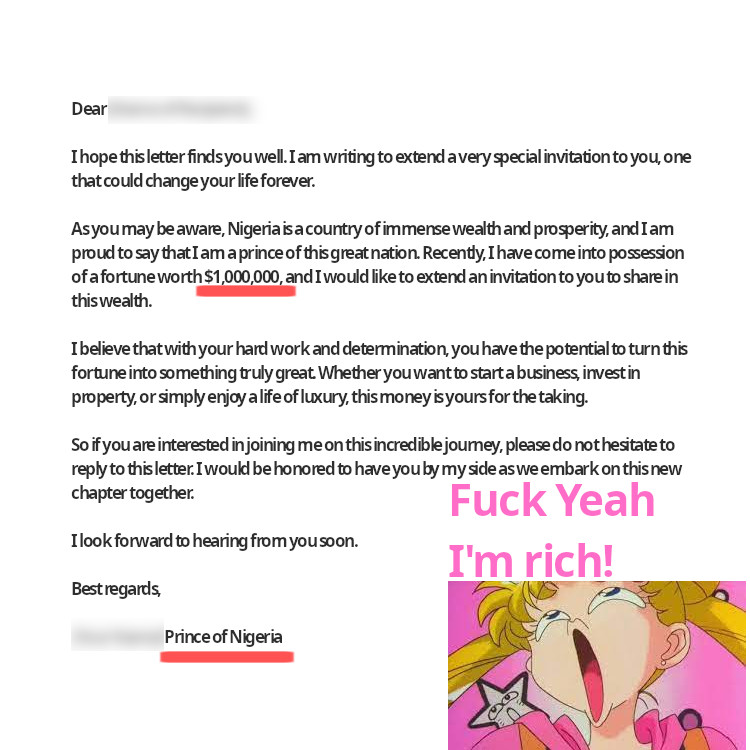 Dear
I hope this letter finds you well. I am writing to extend a very special invitation to you, one
that could change your life forever.
As you may be aware, Nigeria is a country of immense wealth and prosperity, and I am
proud to say that I am a prince of this great nation. Recently, I have come into possession
of a fortune worth $1,000,000, and I would like to extend an invitation to you to share in
this wealth.
I believe that with your hard work and determination, you have the potential to turn this
fortune into something truly great. Whether you want to start a business, invest in
property, or simply enjoy a life of luxury, this money is yours for the taking.
So if you are interested in joining me on this incredible journey, please do not hesitate to
reply to this letter. I would be honored to have you by my side as we embark on this new
chapter together.
Fuck Yeah
I'm rich!
I look forward to hearing from you soon.
Best regards,
Prince of Nigeria